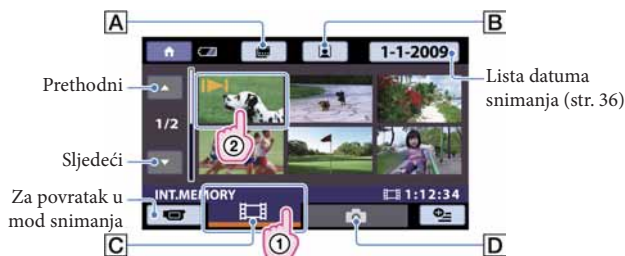 A
B
1-1-2009
Prethodni
Lista datuma
snimanja (str. 36)
1/2
②
Sljedeći
Za povratak u
mod snimanja
INT.MEMORY
1:12:34
C
①
D